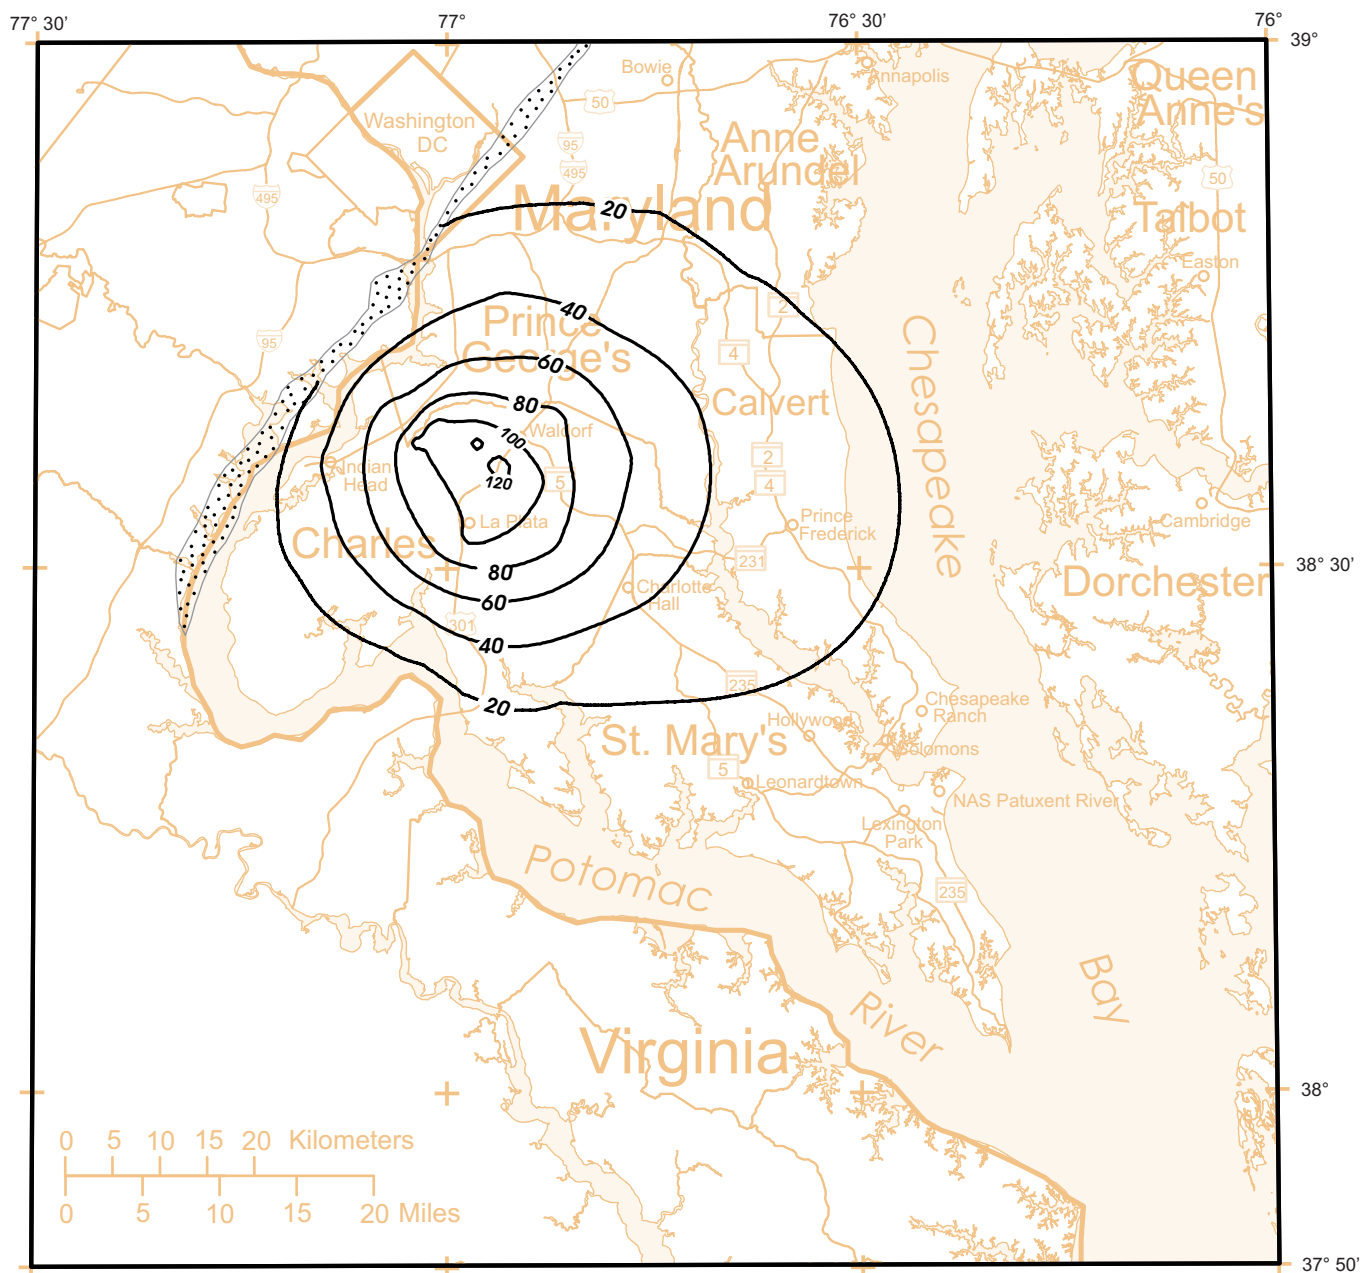 77° 30’
77°
76° 30’
76°
39°
Bowie
Annapolis
Queen
Anne's
50
Washington
DC
95
Anne
Arundel
495
495
50
Maryland
20
Talbot
Easton
40
2
Prince
George's
95
4
60
Chesapeake
80
Calvert
Waldorf
100
2
Indian
Head
120
5
4
Cambridge
La Plata
Prince
Frederick
Charles
231
38° 30’
80
Dorchester
Charlotte
Hall
60
301
40
235
Chesapeake
Ranch
20
Hollywood
St. Mary's
Solomons
5
Leonardtown
NAS Patuxent River
Lexington
Park
Potomac
235
Bay
River
Virginia
38°
0 5 10 15 20 Kilometers
0 5 10 15 20 Miles
37° 50’